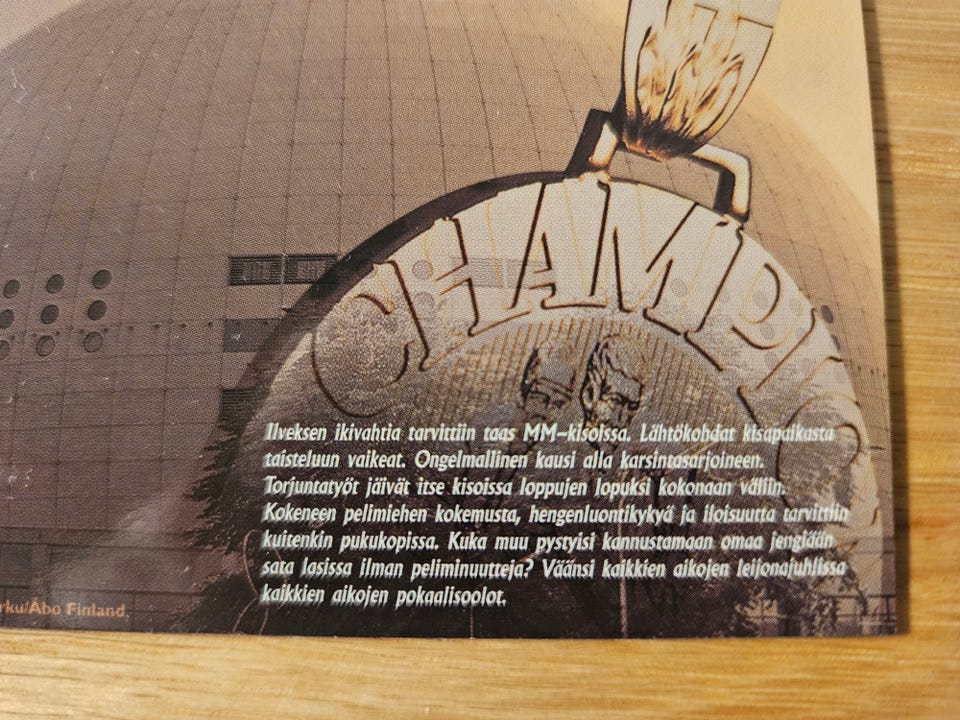 CHAMPIO
Ilveksen ikivahtia tarvittiin taas MM-kisoissa. Lähtökohdat kisapaikasta
taisteluun vaikeat. Ongelmallinen kausi alla karsintasarjoineen.
Torjuntatyöt jäivät itse kisoissa loppujen lopuksi kokonaan väliin.
Kokeneen pelimiehen kokemusta, hengenluontikykyä ja iloisuutta tarvittiin
kuitenkin pukukopissa. Kuka muu pystyisi kannustamaan omaa jengiään
sata lasissa ilman peliminuutteja? Väänsi kaikkien aikojen leijonajuhlissa
kaikkien aikojen pokaalisoolot.
rku/Åbo Finland